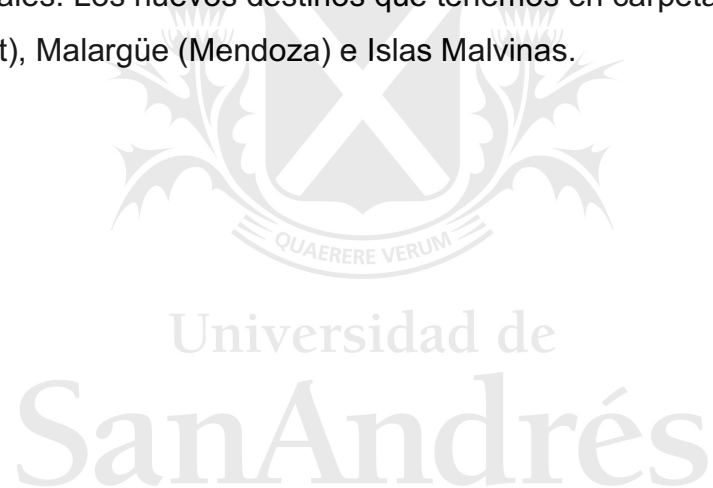 ales. Los nuevos destinos que tenemos en carpeta
t), Malargüe (Mendoza) e Islas Malvinas.
QUAERERE VERUM
Universidad de
SanAndrés